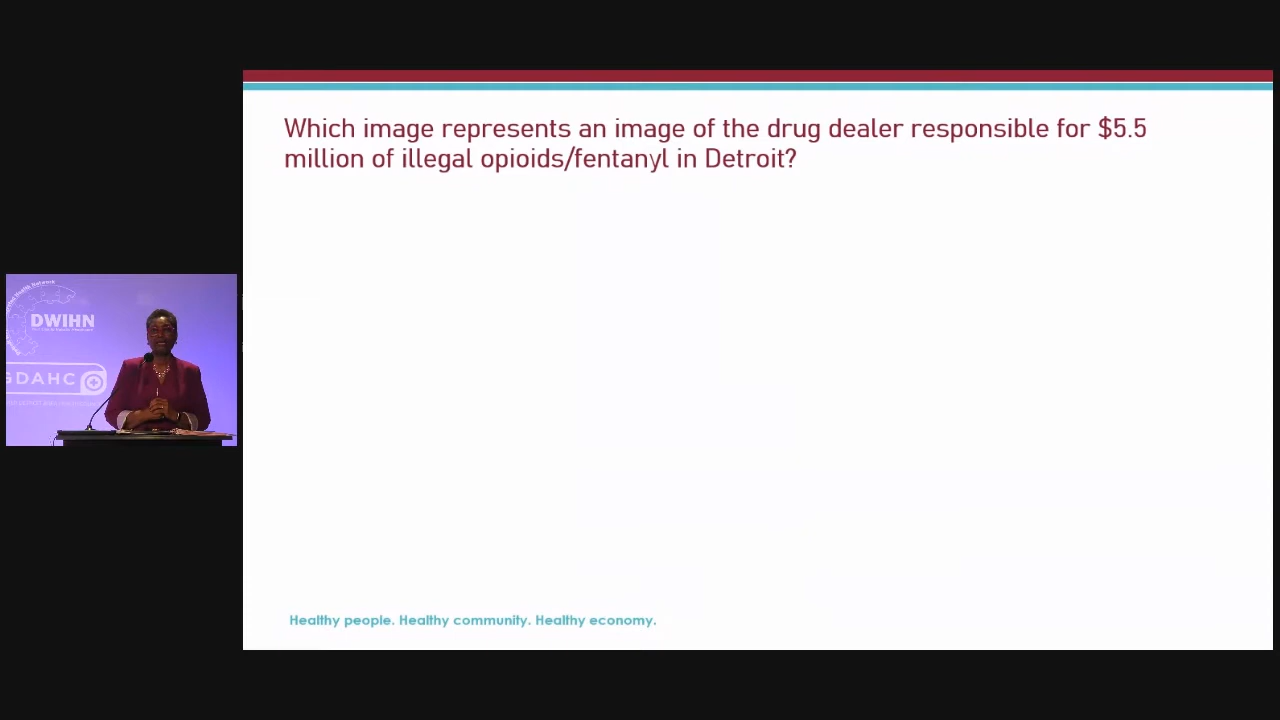 Which image represents an image of the drug dealer responsible for $5.5
million of illegal opioids/fentanyl in Detroit?
DWIHN
GDAHC
Healthy people. Healthy community. Healthy economy.